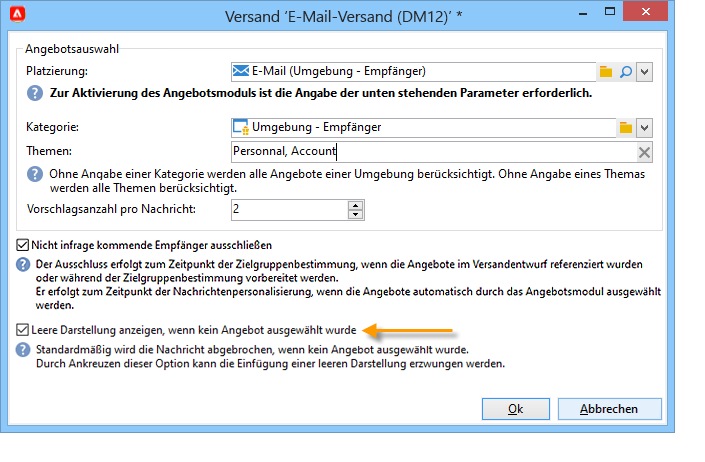 Versand ‘E-Mail-Versand (DM12)’ *
Angebotsauswahl
Platzierung: E-Mail (Umgebung - Empfänger)
Zur Aktivierung des Angebotsmoduls ist die Angabe der unten stehenden Parameter erforderlich.
Kategorie: Umgebung - Empfänger
Themen: Personnal, Account
Ohne Angabe einer Kategorie werden alle Angebote einer Umgebung berücksichtigt. Ohne Angabe eines Themas
werden alle Themen berücksichtigt.
Vorschlagsanzahl pro Nachricht: 2
Nicht infrage kommende Empfänger ausschließen
Der Ausschluss erfolgt zum Zeitpunkt der Zielgruppenbestimmung, wenn die Angebote im Versandentwurf referenziert wurden
oder während der Zielgruppenbestimmung vorbereitet werden.
Er erfolgt zum Zeitpunkt der Nachrichtenpersonalisierung, wenn die Angebote automatisch durch das Angebotsmodul ausgewählt
werden.
Leere Darstellung anzeigen, wenn kein Angebot ausgewählt wurde
Standardmäßig wird die Nachricht abgebrochen, wenn kein Angebot ausgewählt wurde.
Durch Ankreuzen dieser Option kann die Einfügung einer leeren Darstellung erzwungen werden.
Ok Abbrechen